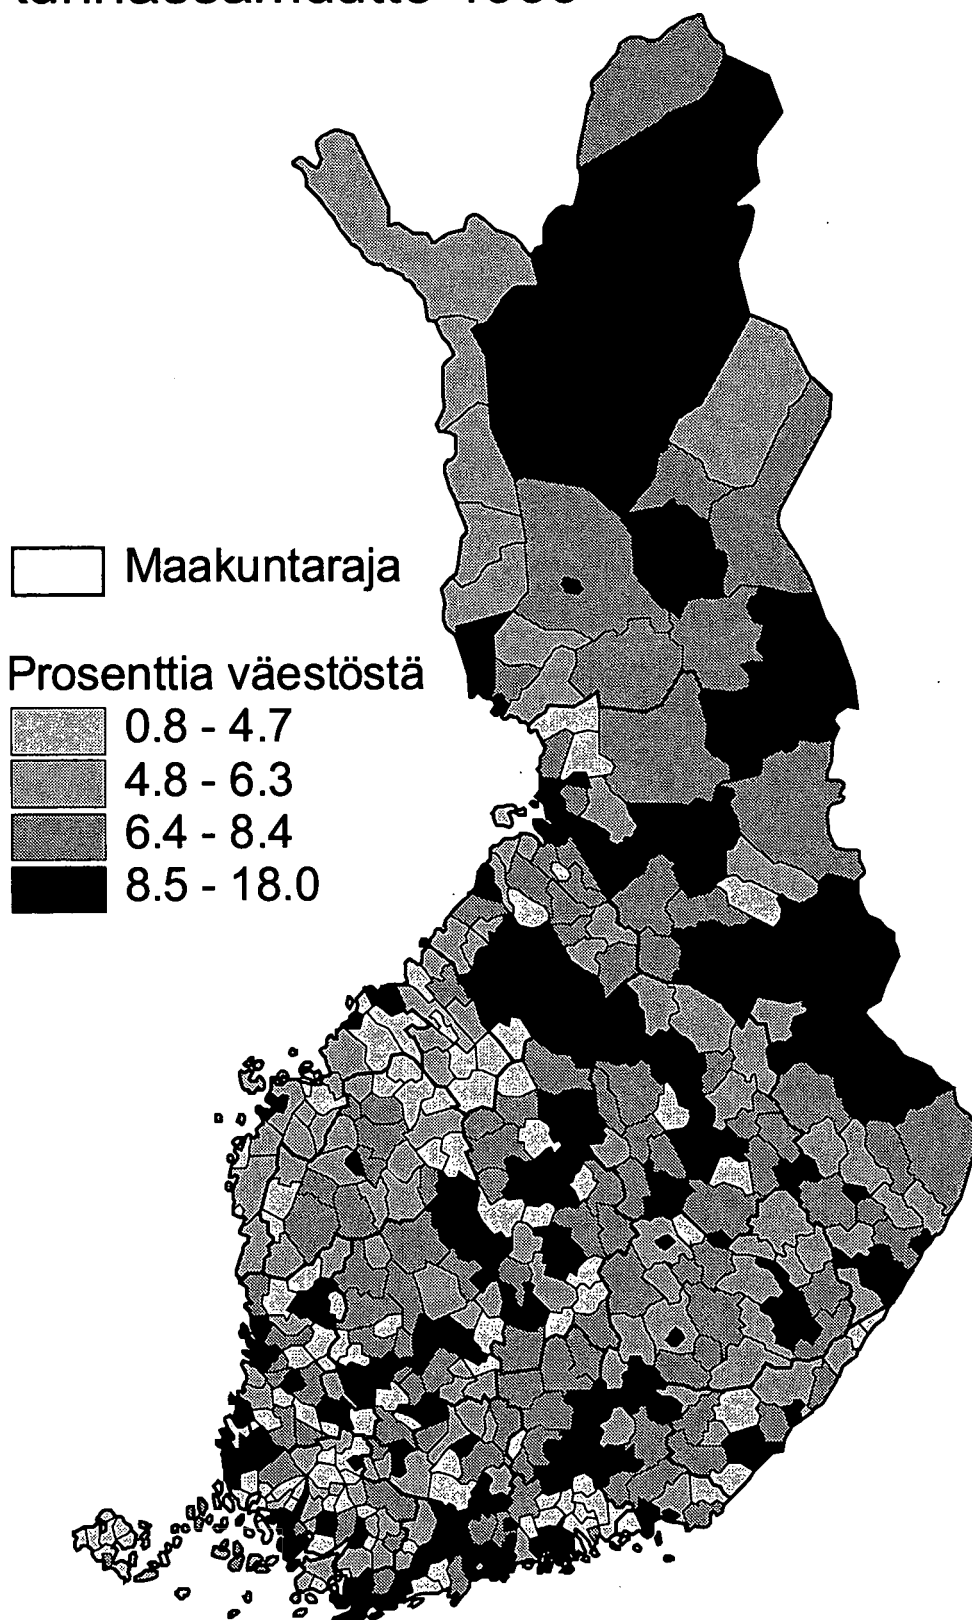 Maakuntaraja
Prosenttia väestöstä
0.8 - 4.7
4.8 - 6.3
6.4 - 8.4
8.5 - 18.0